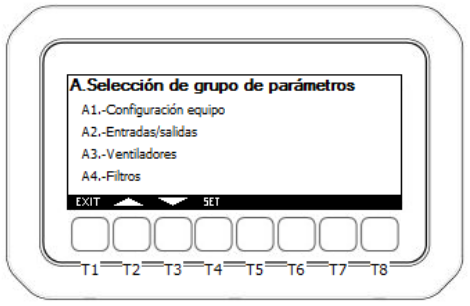 A.Selección de grupo de parámetros
A1.-Configuración equipo
A2.-Entradas/salidas
A3.-Ventiladores
A4.-Filtros
EXIT SET
T1 T2 T3 T4 T5 T6 T7 T8